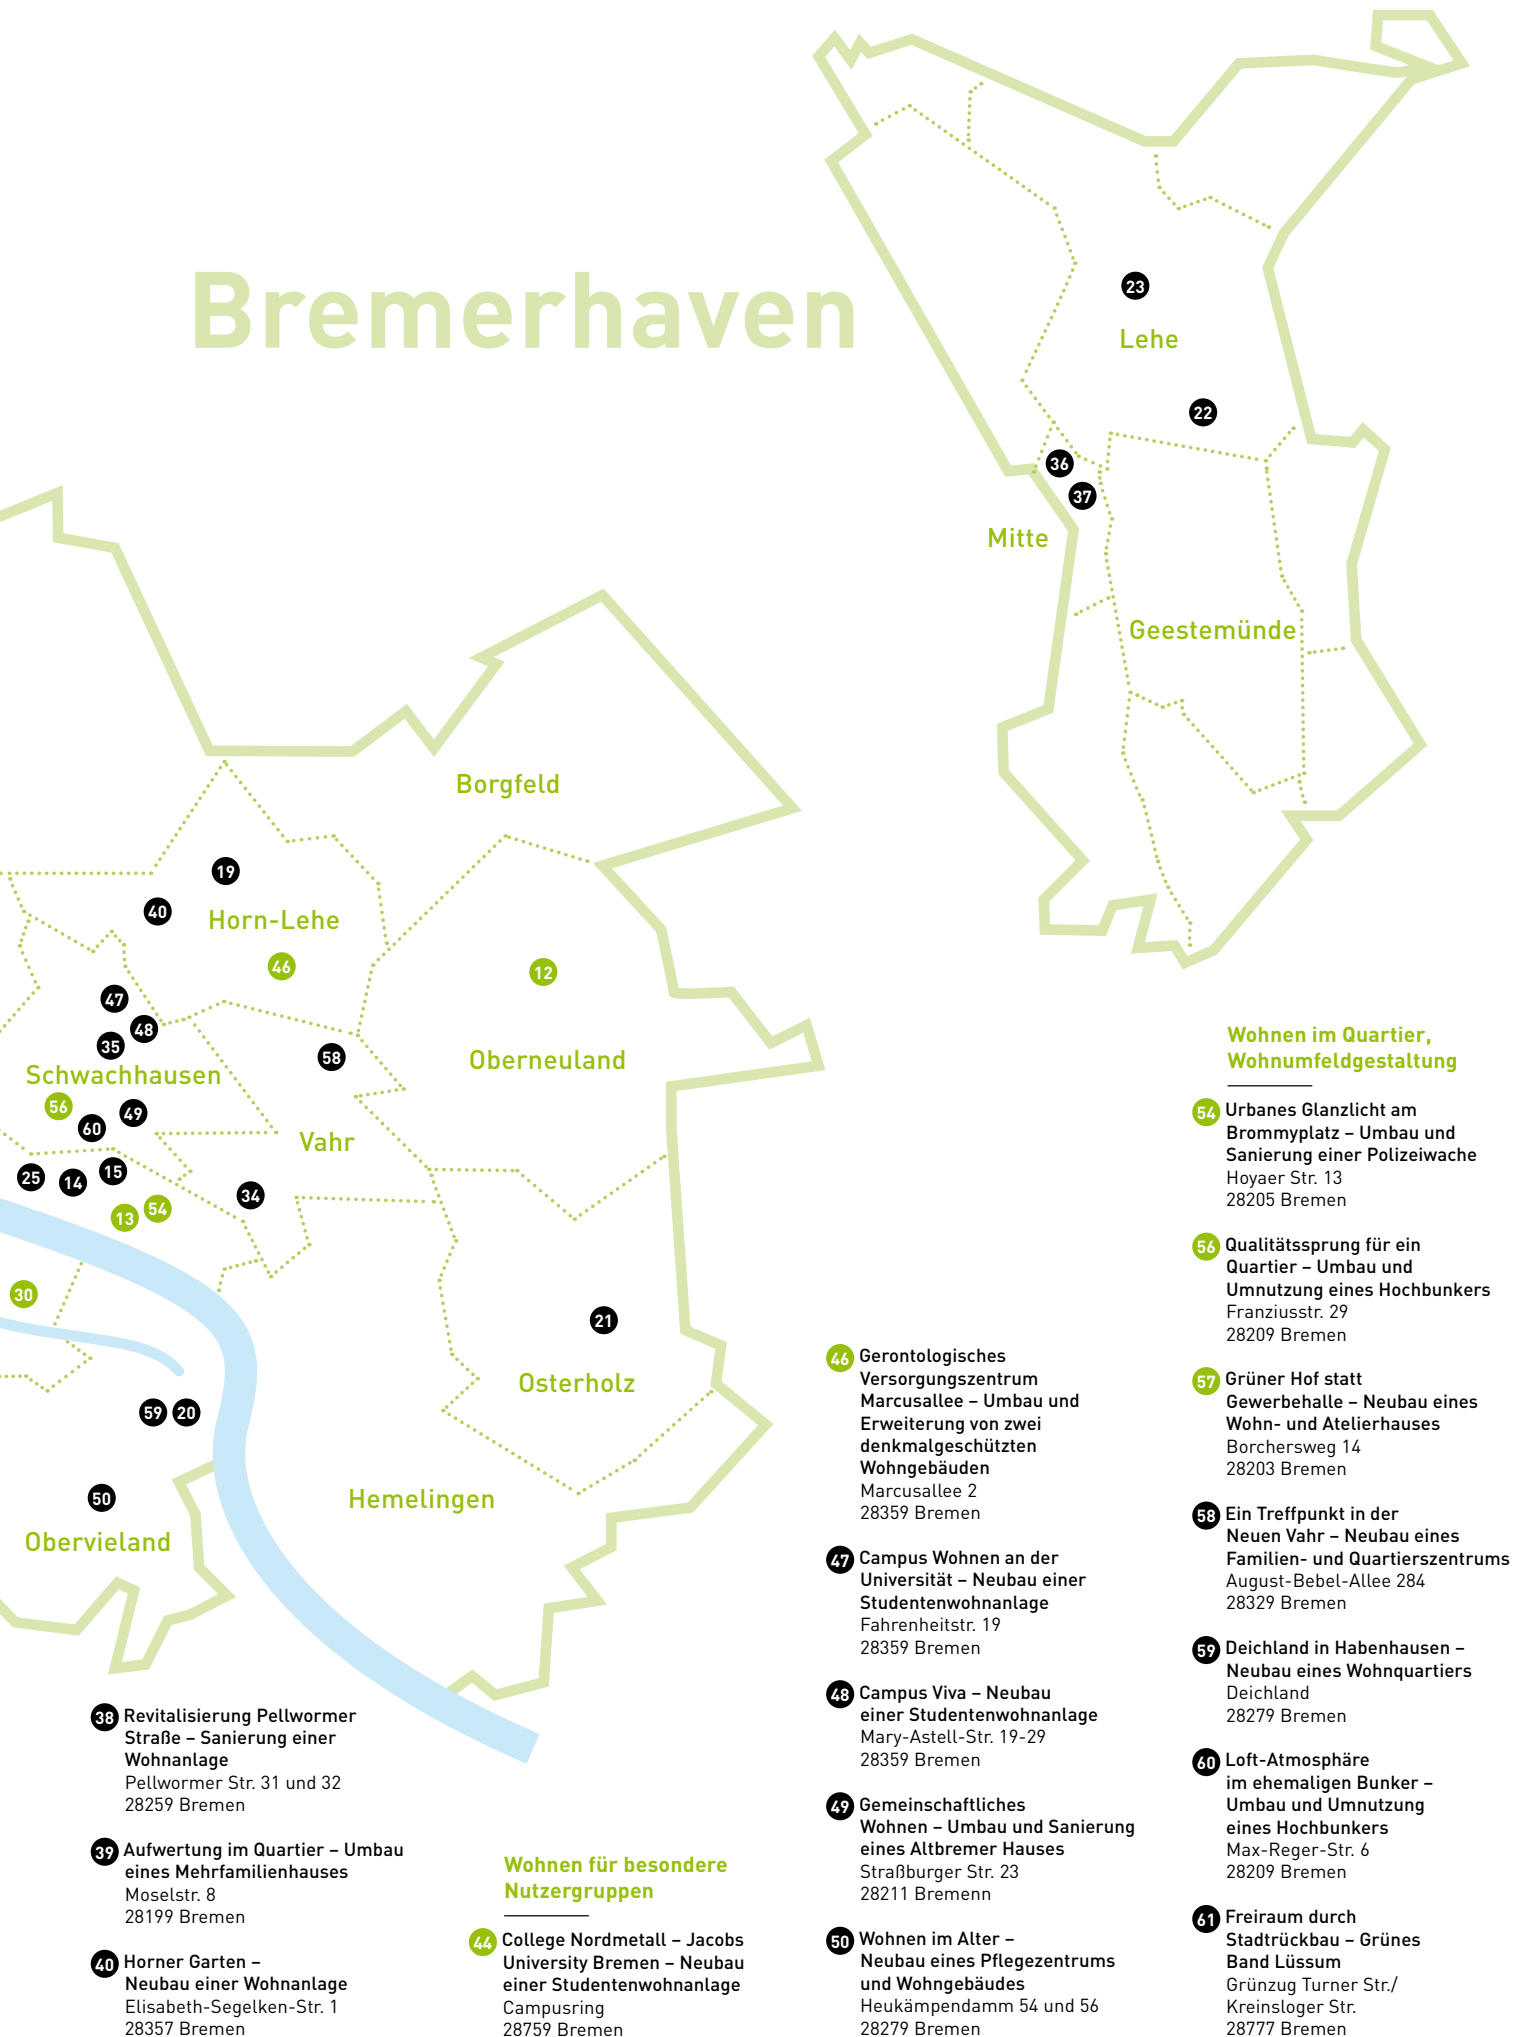 Bremerhaven
23
Lehe
22
36
37
Mitte
Geestemünde
Borgfeld
19
40
Horn-Lehe
46
12
47
48
35
58
Oberneuland
Schwachhausen
56
49
60
Vahr
25
14
15
34
13
54
30
21
Osterholz
59
20
50
Hemelingen
Obervieland
38 Revitalisierung Pellwormer
Straße – Sanierung einer
Wohnanlage
Pellwormer Str. 31 und 32
28259 Bremen
39 Aufwertung im Quartier – Umbau
eines Mehrfamilienhauses
Moselstr. 8
28199 Bremen
40 Horner Garten –
Neubau einer Wohnanlage
Elisabeth-Segelken-Str. 1
28357 Bremen
Wohnen für besondere
Nutzergruppen
44 College Nordmetall – Jacobs
University Bremen – Neubau
einer Studentenwohnanlage
Campusring
28759 Bremen
46 Gerontologisches
Versorgungszentrum
Marcusallee – Umbau und
Erweiterung von zwei
denkmalgeschützten
Wohngebäuden
Marcusallee 2
28359 Bremen
47 Campus Wohnen an der
Universität – Neubau einer
Studentenwohnanlage
Fahrenheitstr. 19
28359 Bremen
48 Campus Viva – Neubau
einer Studentenwohnanlage
Mary-Astell-Str. 19-29
28359 Bremen
49 Gemeinschaftliches
Wohnen – Umbau und Sanierung
eines Altbremer Hauses
Straßburger Str. 23
28211 Bremenn
50 Wohnen im Alter –
Neubau eines Pflegezentrums
und Wohngebäudes
Heukämpendamm 54 und 56
28279 Bremen
Wohnen im Quartier,
Wohnumfeldgestaltung
54 Urbanes Glanzlicht am
Brommyplatz – Umbau und
Sanierung einer Polizeiwache
Hoyaer Str. 13
28205 Bremen
56 Qualitätssprung für ein
Quartier – Umbau und
Umnutzung eines Hochbunkers
Franziusstr. 29
28209 Bremen
57 Grüner Hof statt
Gewerbehalle – Neubau eines
Wohn- und Atelierhauses
Borchersweg 14
28203 Bremen
58 Ein Treffpunkt in der
Neuen Vahr – Neubau eines
Familien- und Quartierszentrums
August-Bebel-Allee 284
28329 Bremen
59 Deichland in Habenhausen –
Neubau eines Wohnquartiers
Deichland
28279 Bremen
60 Loft-Atmosphäre
im ehemaligen Bunker –
Umbau und Umnutzung
eines Hochbunkers
Max-Reger-Str. 6
28209 Bremen
61 Freiraum durch
Stadtrückbau – Grünes
Band Lüssum
Grünzug Turner Str./
Kreinsloger Str.
28777 Bremen